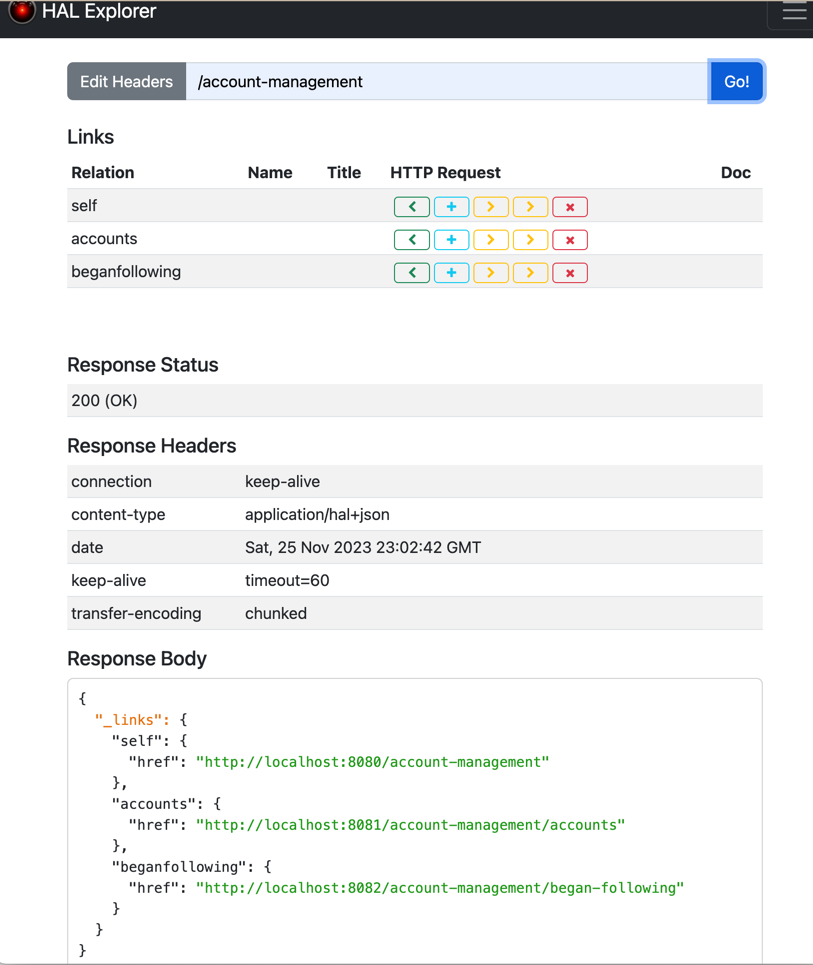 HAL Explorer
Edit Headers /account-management Go!
Links
Relation Name Title HTTP Request Doc
self
accounts
beganfollowing
Response Status
200 (OK)
Response Headers
connection keep-alive
content-type application/hal+json
date Sat, 25 Nov 2023 23:02:42 GMT
keep-alive timeout=60
transfer-encoding chunked
Response Body
{
  "_links": {
    "self": {
      "href": "http://localhost:8080/account-management"
    },
    "accounts": {
      "href": "http://localhost:8081/account-management/accounts"
    },
    "beganfollowing": {
      "href": "http://localhost:8082/account-management/began-following"
    }
  }
}